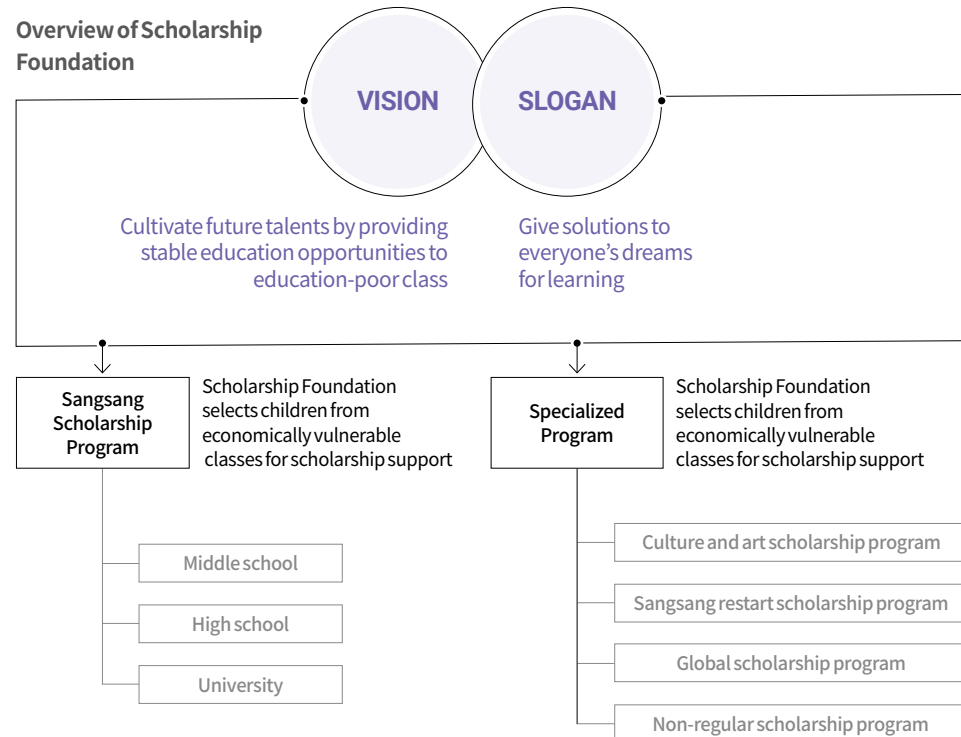 Overview of Scholarship
Foundation
VISION
SLOGAN
Cultivate future talents by providing
stable education opportunities to
education-poor class
Give solutions to
everyone's dreams
for learning
Sangsang
Scholarship
Program
Scholarship Foundation
selects children from
economically vulnerable
classes for scholarship support
Middle school
High school
University
Specialized
Program
Scholarship Foundation
selects children from
economically vulnerable
classes for scholarship support
Culture and art scholarship program
Sangsang restart scholarship program
Global scholarship program
Non-regular scholarship program